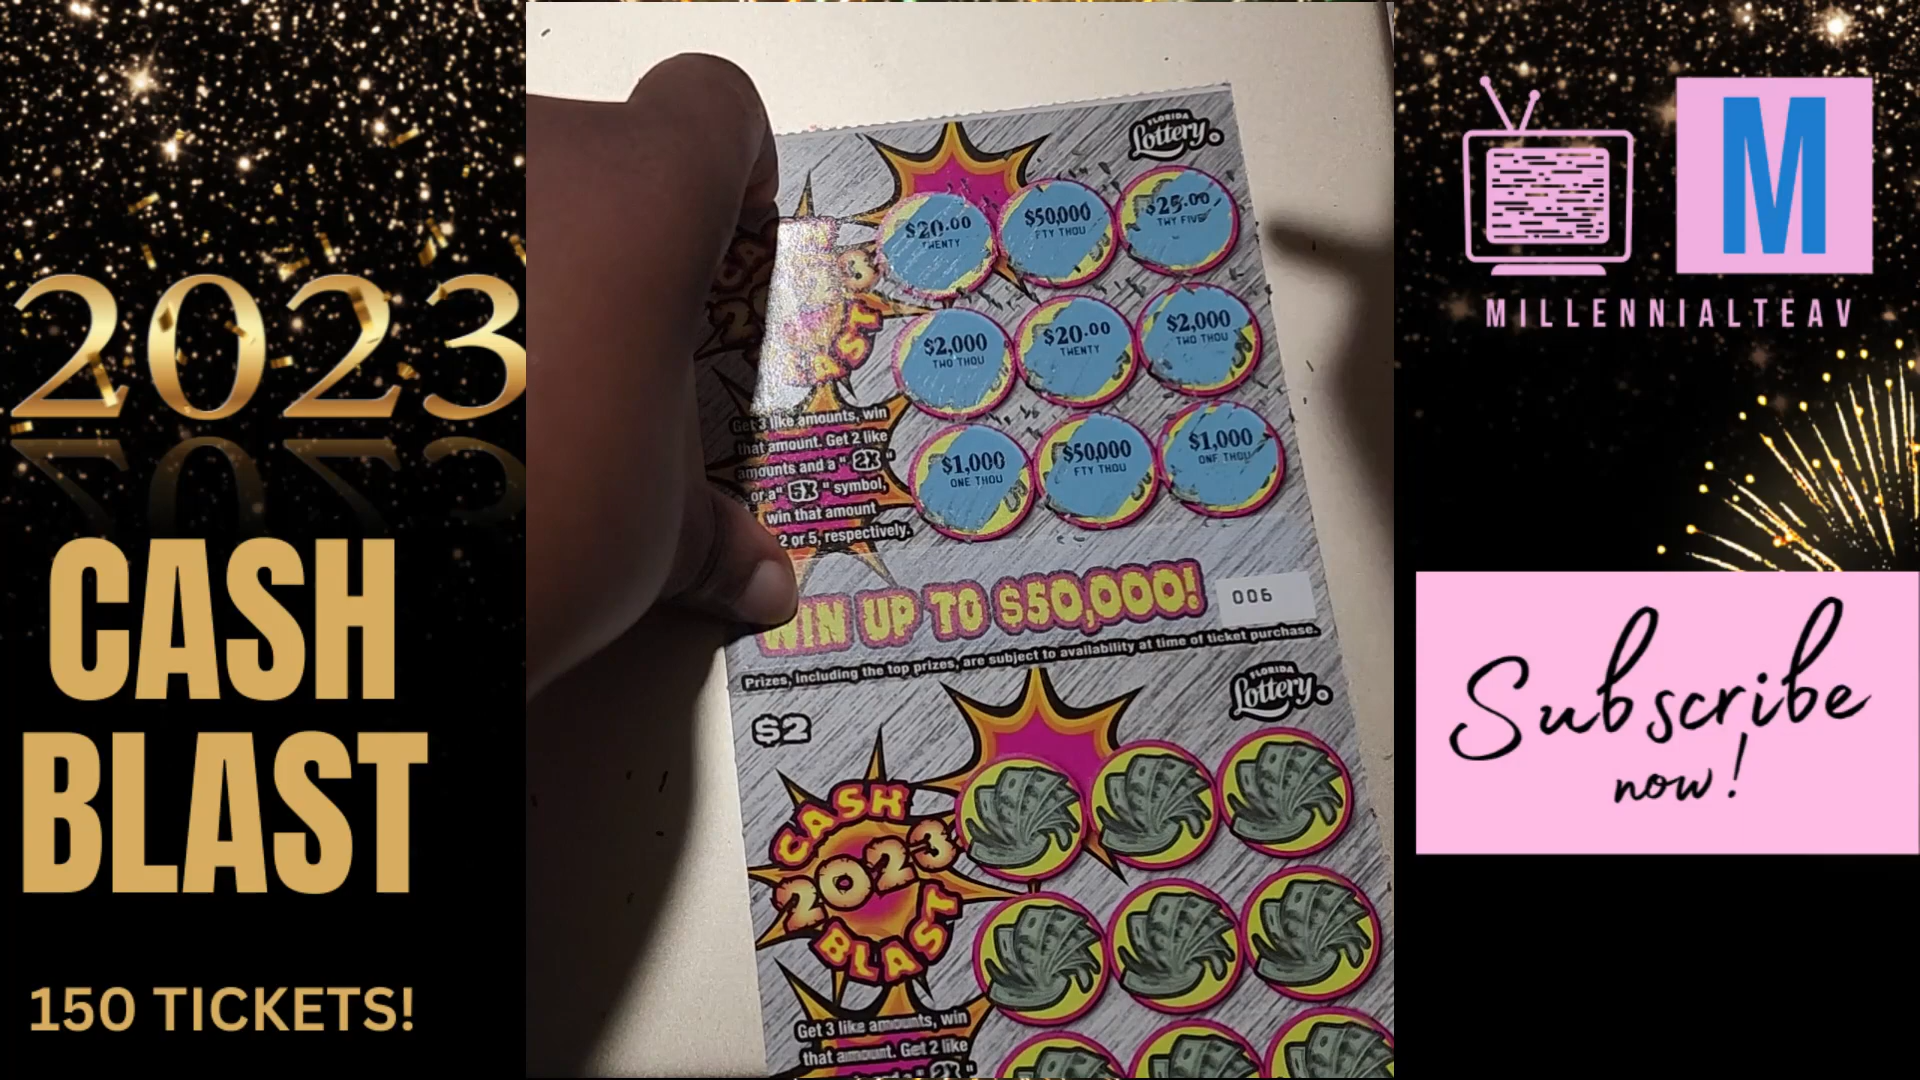 2023
CASH
BLAST
150 TICKETS!
FLORIDA
Lottery
$20.00
TWENTY
$50,000
FTY THOU
$25.00
TWY FIVE
$2,000
TWO THOU
$20.00
TWENTY
$2,000
TWO THOU
$1,000
ONE THOU
$50,000
FTY THOU
$1,000
ONE THOU
BLAST
Get 3 like amounts, win
that amount. Get 2 like
amounts and a "2X"
or a "5X" symbol,
win that amount
2 or 5, respectively.
WIN UP TO $50,000!
006
Prizes, including the top prizes, are subject to availability at time of ticket purchase.
FLORIDA
Lottery
$2
CASH
2023
BLAST
Get 3 like amounts, win
that amount. Get 2 like
"2X"
M
MILLENNIALTEAV
Subscribe
now!